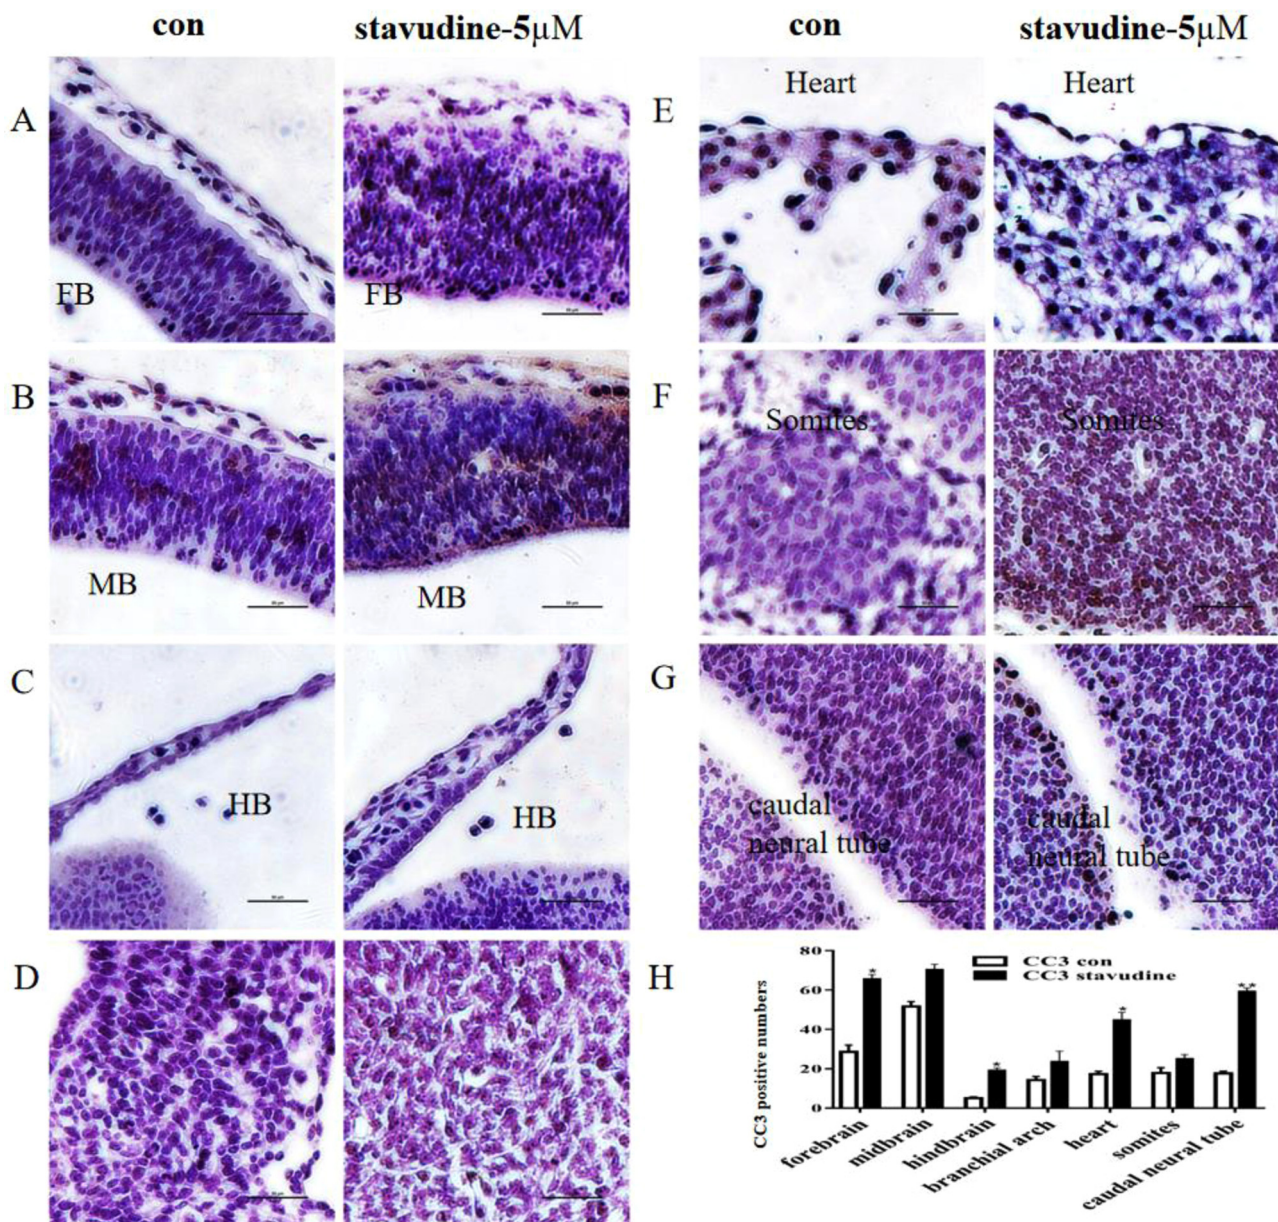 con
stavudine-5µM
con
stavudine-5µM
A
FB
FB
B
MB
MB
C
HB
HB
D
E
Heart
Heart
F
Somites
Somites
G
caudal
neural tube
caudal
neural tube
H
CC3 positive numbers
80
60
40
20
0
CC3 con
CC3 stavudine
*
*
*
**
forebrain
midbrain
hindbrain
branchial arch
heart
somites
caudal neural tube